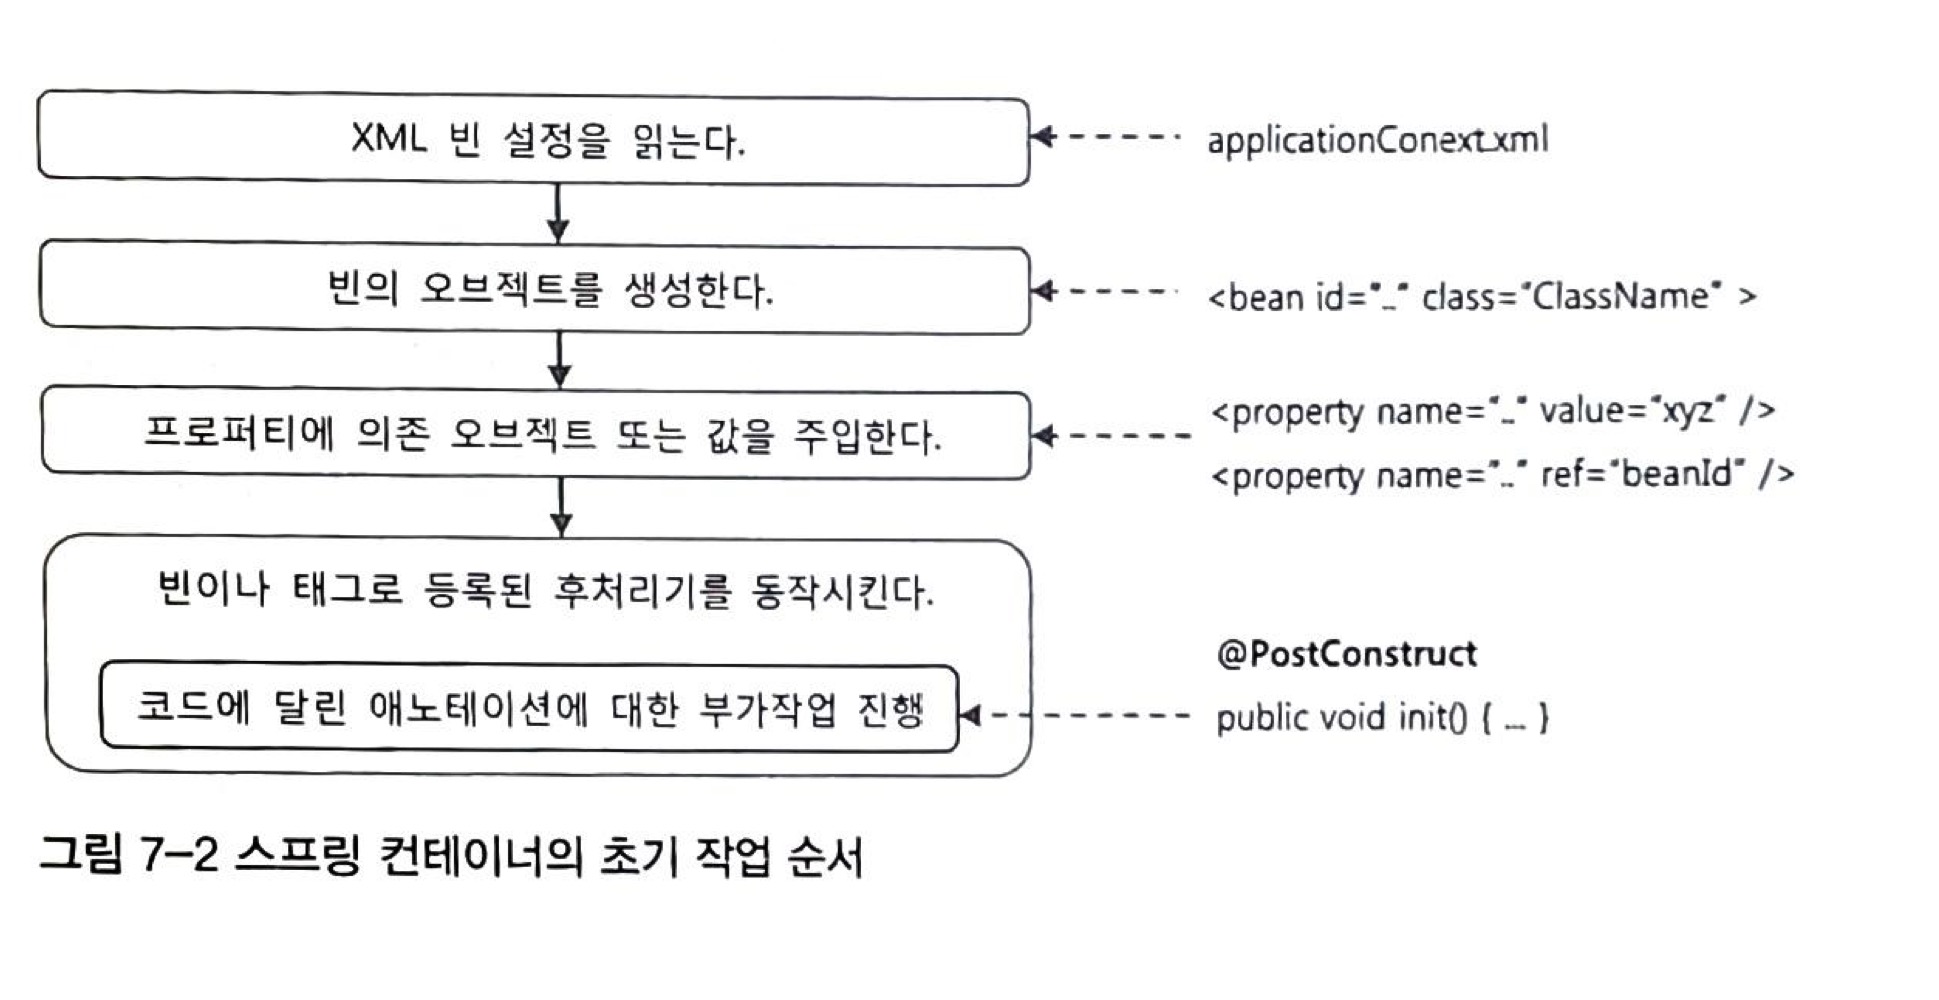 XML 빈 설정을 읽는다.
applicationConext.xml
빈의 오브젝트를 생성한다.
<bean id=".." class="ClassName" >
프로퍼티에 의존 오브젝트 또는 값을 주입한다.
<property name=".." value="xyz" />
<property name=".." ref="beanId" />
빈이나 태그로 등록된 후처리기를 동작시킨다.
코드에 달린 애노테이션에 대한 부가작업 진행
@PostConstruct
public void init() { … }
그림 7-2 스프링 컨테이너의 초기 작업 순서